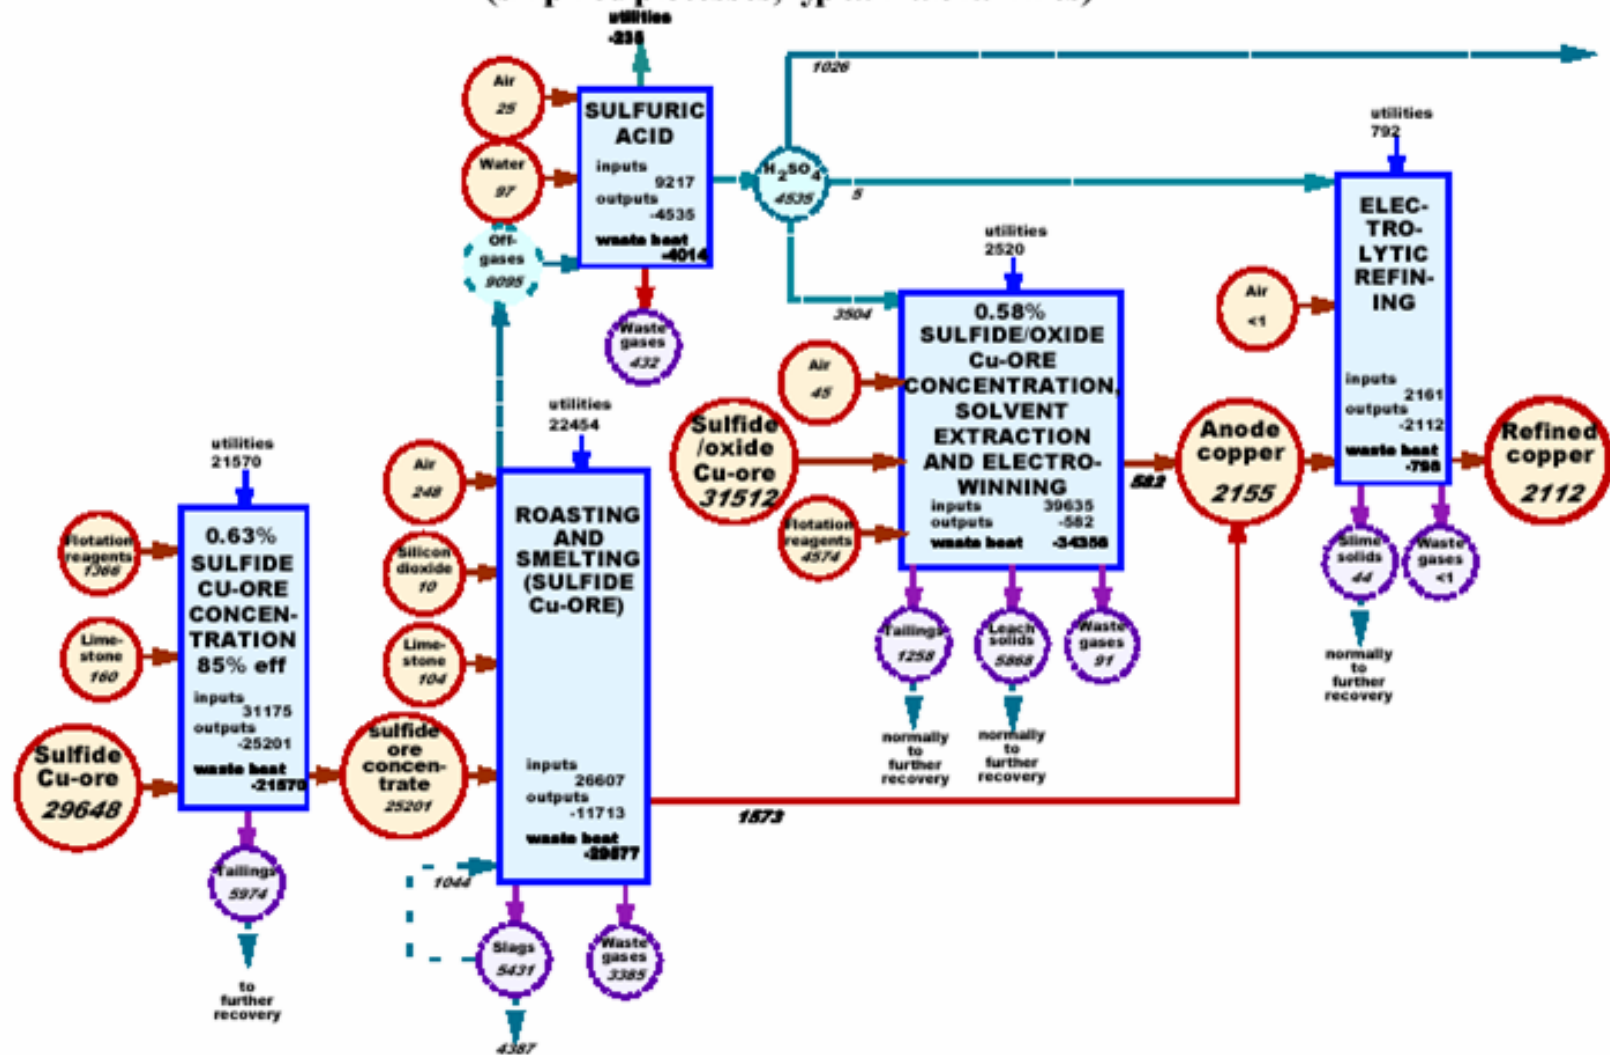 utilities
-235
Air
25
Water
97
Off-
gases
9095
SULFURIC
ACID
inputs
9217
outputs
-4535
waste heat
-4014
Waste
gases
432
H2SO4
4535
1026
5
3504
utilities
792
ELEC-
TRO-
LYTIC
REFIN-
ING
inputs
2161
outputs
-2112
waste heat
Air
<1
utilities
2520
0.58%
SULFIDE/OXIDE
Cu-ORE
CONCENTRATION,
SOLVENT
EXTRACTION
AND ELECTRO-
WINNING
inputs 39635
outputs -582
waste heat
Air
45
Sulfide
/oxide
Cu-ore
31512
Flotation
reagents
4574
582
Anode
copper
2155
Refined
copper
2112
Slime
solids
44
Waste
gases
<1
normally
to
further
recovery
Tailings
1258
Leach
solids
5868
Waste
gases
91
normally
to
further
recovery
normally
to
further
recovery
utilities
22454
Air
248
Silicon
dioxide
10
Lime-
stone
104
sulfide
ore
concen-
trate
25201
ROASTING
AND
SMELTING
(SULFIDE
Cu-ORE)
inputs
26607
outputs
-11713
waste heat
1573
1044
Slags
5431
Waste
gases
3385
4387
utilities
21570
Flotation
reagents
1366
Lime-
stone
160
Sulfide
Cu-ore
29648
0.63%
SULFIDE
CU-ORE
CONCEN-
TRATION
85% eff
inputs
31175
outputs
-25201
waste heat
-21570
Tailings
5974
to
further
recovery